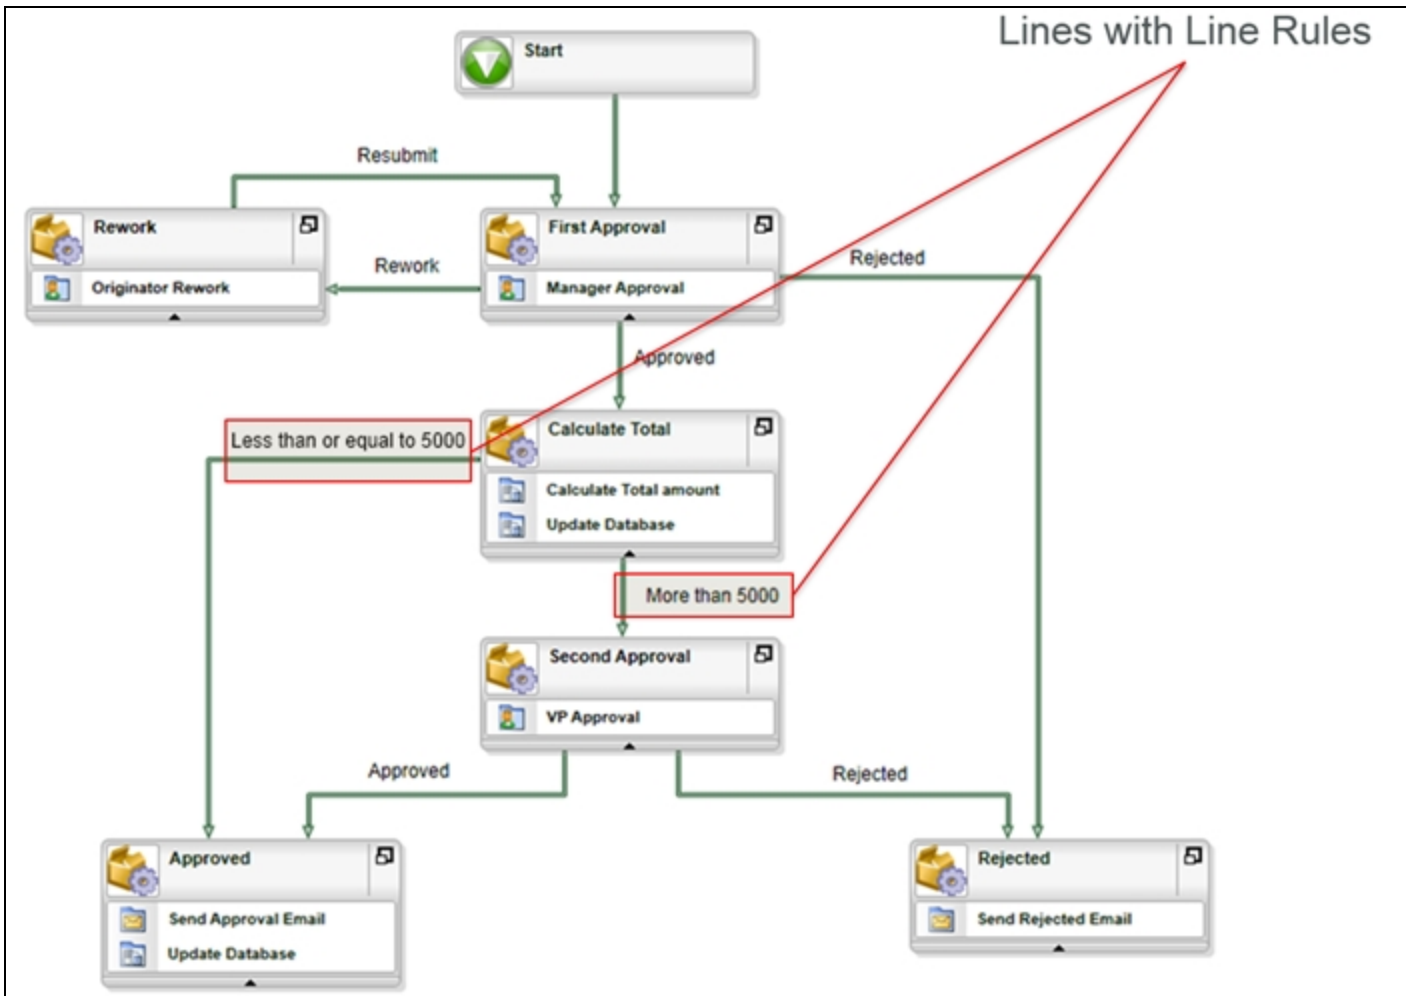 Lines with Line Rules
Start
Resubmit
Rework
First Approval
Rejected
Rework
Originator Rework
Manager Approval
Approved
Less than or equal to 5000
Calculate Total
Calculate Total amount
Update Database
More than 5000
Second Approval
VP Approval
Approved
Rejected
Approved
Rejected
Send Approval Email
Send Rejected Email
Update Database